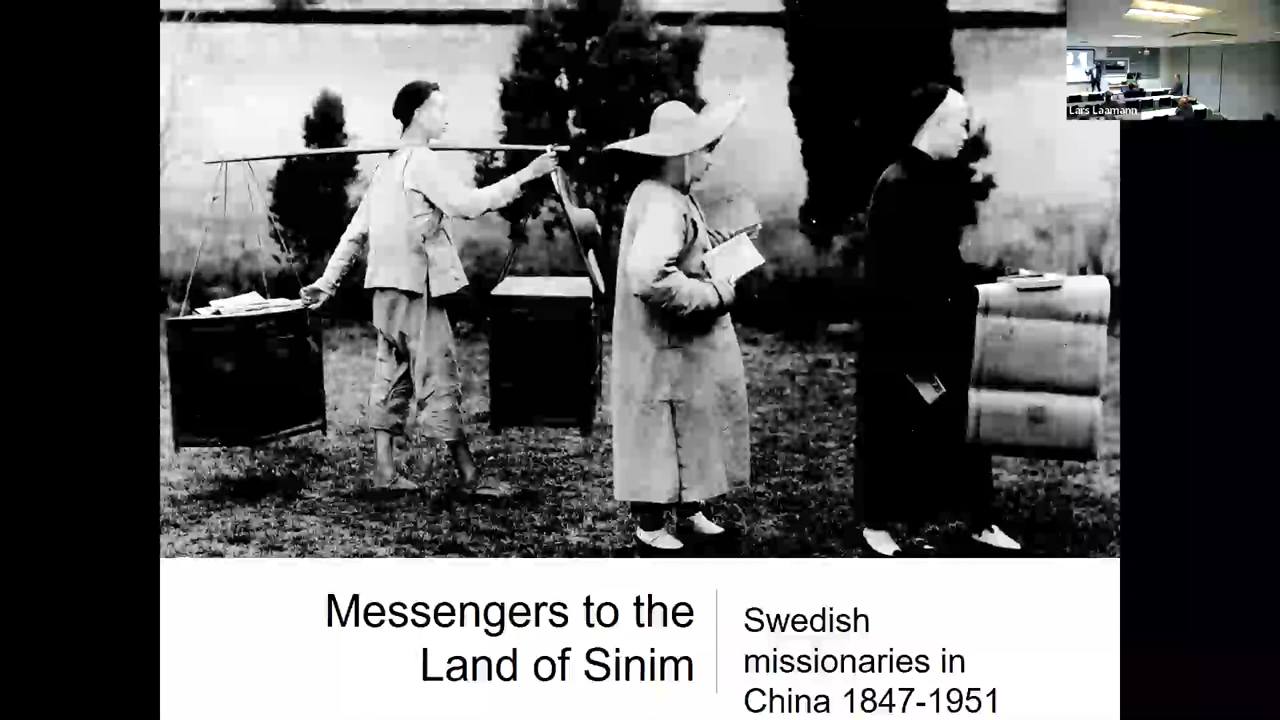 Lars Laamann
Messengers to the
Land of Sinim
Swedish
missionaries in
China 1847-1951